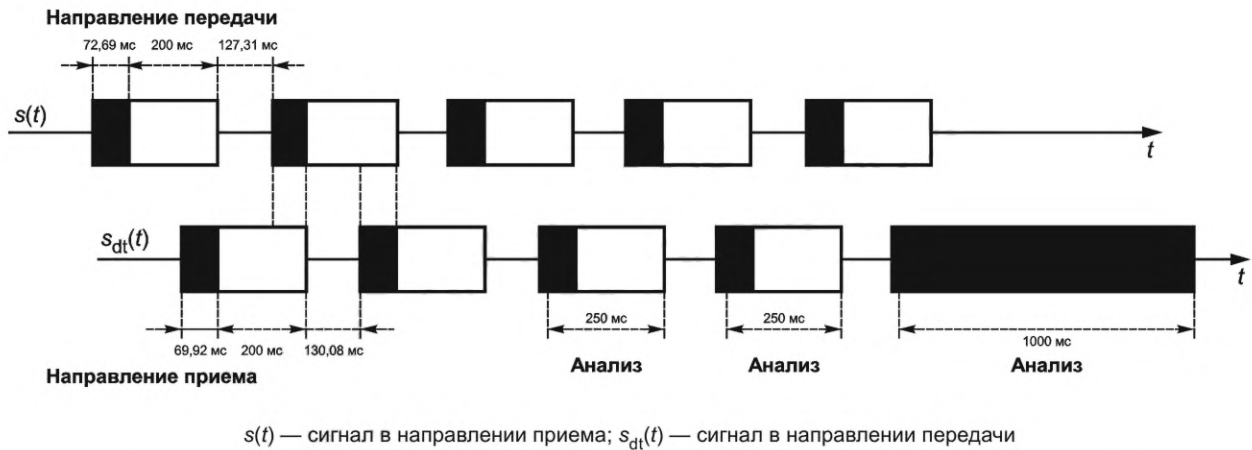 Направление передачи
72,69 мс 200 мс 127,31 мс
s(t)
t
s_dt(t)
t
250 мс 250 мс
69,92 мс 200 мс 130,08 мс
1000 мс
Анализ Анализ Анализ
Направление приема
s(t) — сигнал в направлении приема; s_dt(t) — сигнал в направлении передачи